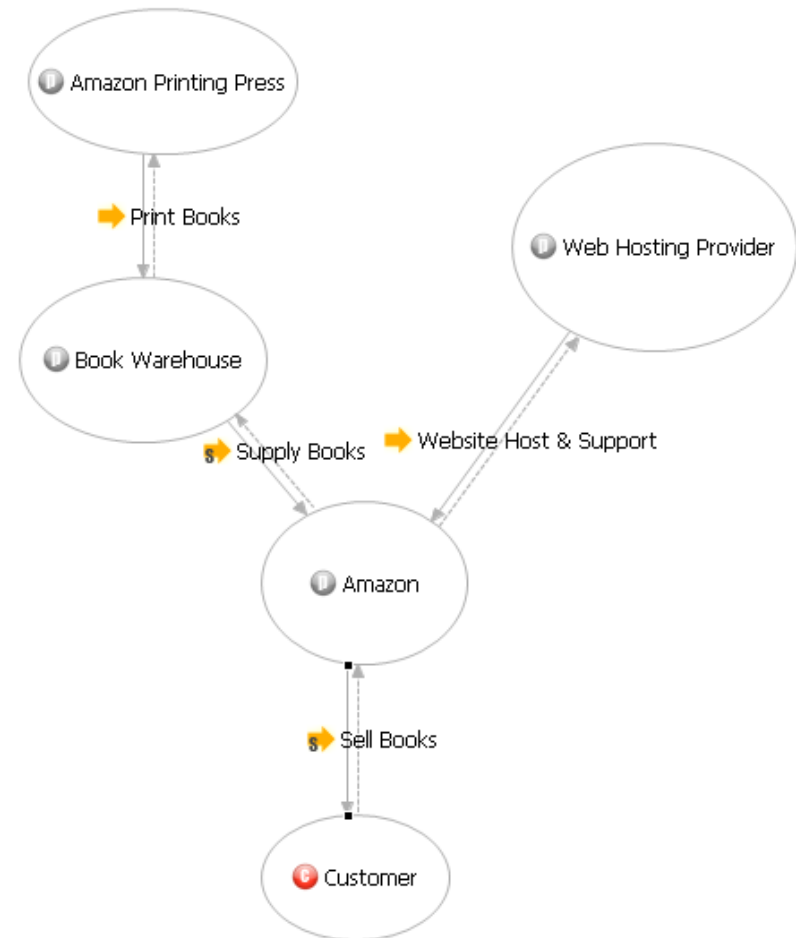 p Amazon Printing Press
Print Books
p Web Hosting Provider
p Book Warehouse
s Supply Books
Website Host & Support
p Amazon
s Sell Books
c Customer